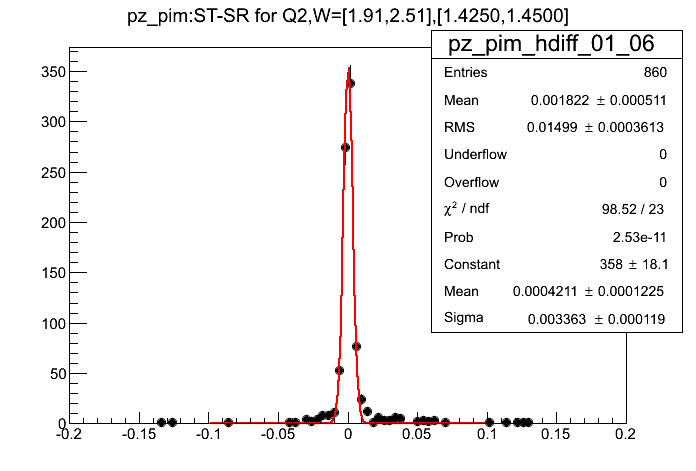 pz_pim:ST-SR for Q2,W=[1.91,2.51],[1.4250,1.4500]
pz_pim_hdiff_01_06
Entries 860
Mean 0.001822 ± 0.000511
RMS 0.01499 ± 0.0003613
Underflow 0
Overflow 0
χ² / ndf 98.52 / 23
Prob 2.53e-11
Constant 358 ± 18.1
Mean 0.0004211 ± 0.0001225
Sigma 0.003363 ± 0.000119
350
300
250
200
150
100
50
0
-0.2 -0.15 -0.1 -0.05 0 0.05 0.1 0.15 0.2